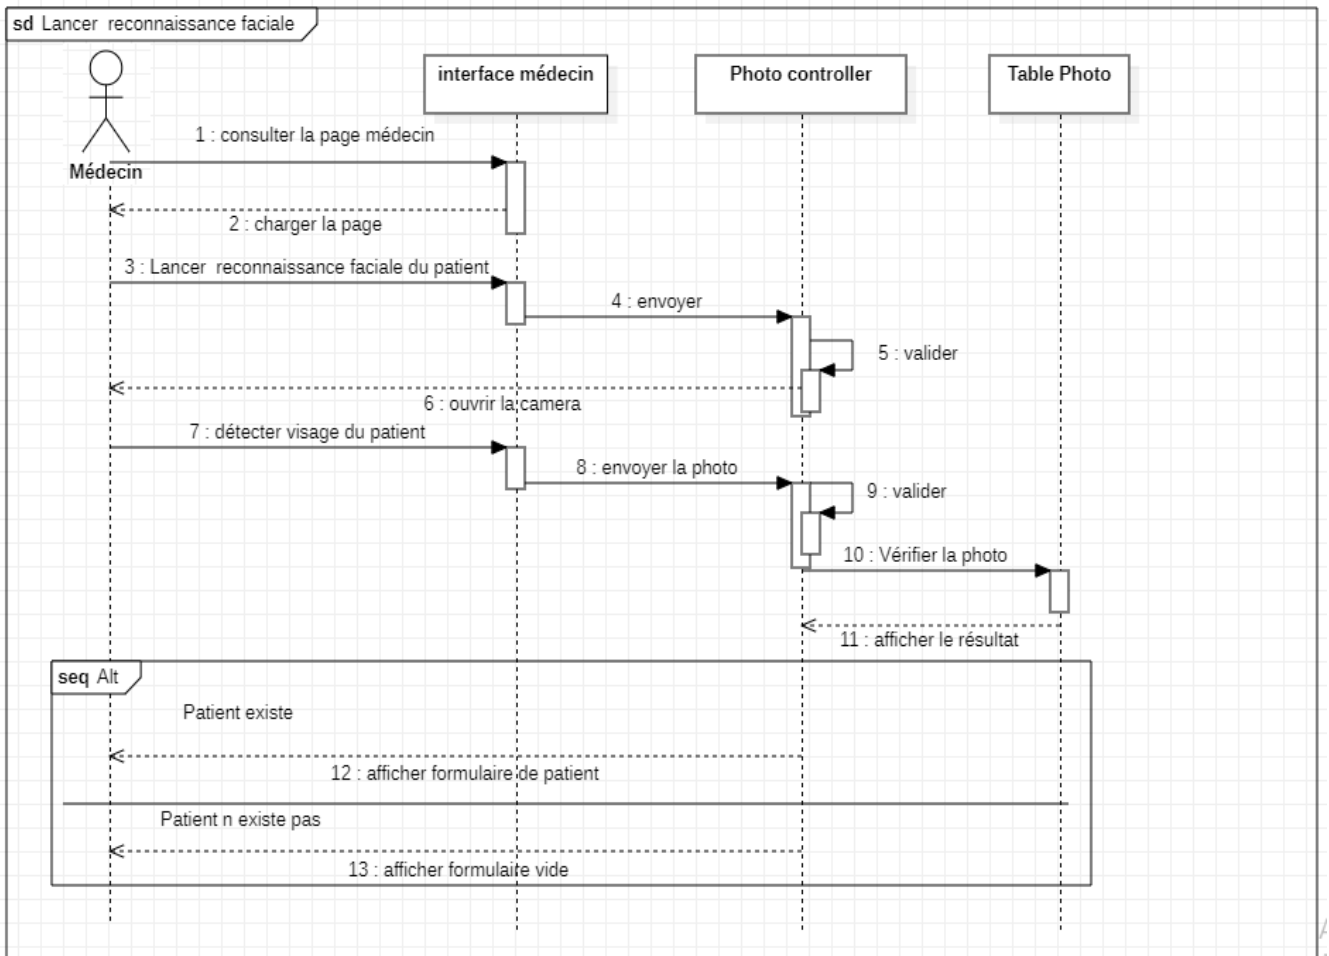 sd Lancer reconnaissance faciale
interface médecin
Photo controller
Table Photo
1 : consulter la page médecin
Médecin
2 : charger la page
3 : Lancer reconnaissance faciale du patient
4 : envoyer
5 : valider
6 : ouvrir la camera
7 : détecter visage du patient
8 : envoyer la photo
9 : valider
10 : Vérifier la photo
11 : afficher le résultat
seq Alt
Patient existe
12 : afficher formulaire de patient
Patient n existe pas
13 : afficher formulaire vide